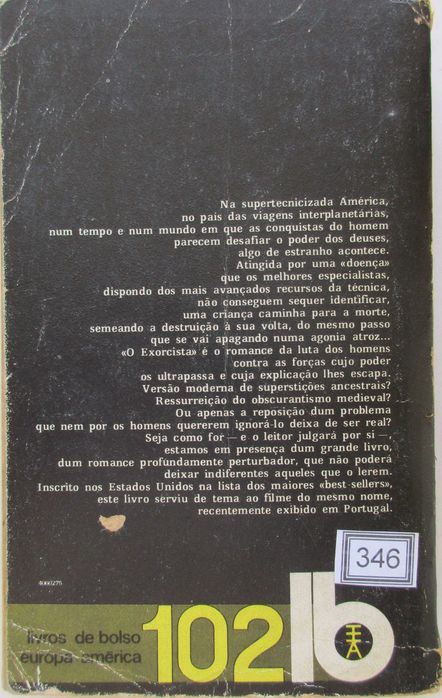 Na supertecnicizada América,
no país das viagens interplanetárias,
num tempo e num mundo em que as conquistas do homem
parecem desafiar o poder dos deuses,
algo de estranho acontece.
Atingida por uma «doença»
que os melhores especialistas,
dispondo dos mais avançados recursos da técnica,
não conseguem sequer identificar,
uma criança caminha para a morte,
semeando a destruição à sua volta, do mesmo passo
que se vai apagando numa agonia atroz...
«O Exorcista» é o romance da luta dos homens
contra as forças cujo poder
os ultrapassa e cuja explicação lhes escapa.
Versão moderna de superstições ancestrais?
Ressurreição do obscurantismo medieval?
Ou apenas a reposição dum problema
que nem por os homens quererem ignorá-lo deixa de ser real?
Seja como for — e o leitor julgará por si —,
estamos em presença dum grande livro,
dum romance profundamente perturbador, que não poderá
deixar indiferentes aqueles que o lerem.
Inscrito nos Estados Unidos na lista dos maiores «best-sellers»,
este livro serviu de tema ao filme do mesmo nome,
recentemente exibido em Portugal.
346
livros de bolso
europa américa
102
lb
EA